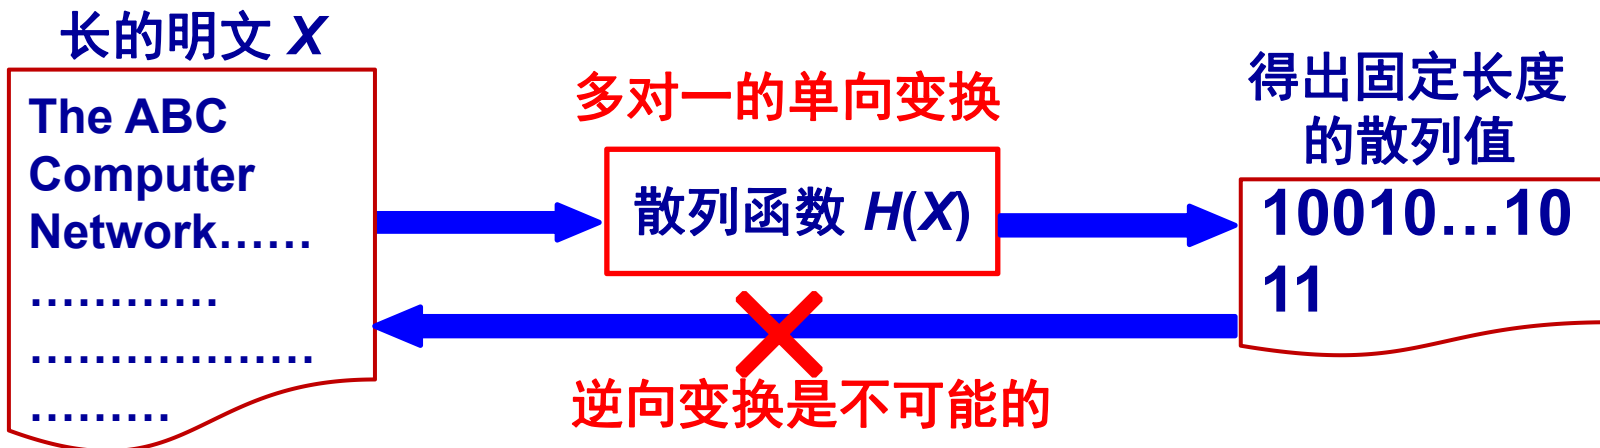 长的明文 X
The ABC
Computer
Network……
…………
………………
………
多对一的单向变换
散列函数 H(X)
逆向变换是不可能的
得出固定长度
的散列值
10010…10
11